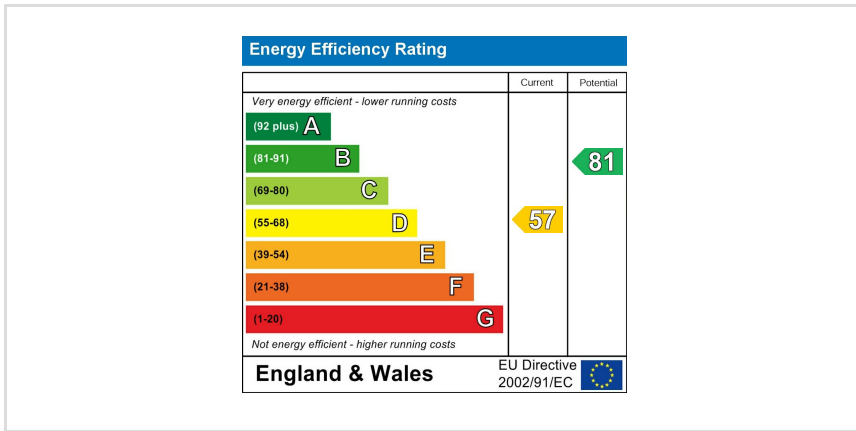 Energy Efficiency Rating
Current Potential
Very energy efficient - lower running costs
(92 plus) A
(81-91) B
81
(69-80) C
(55-68) D
57
(39-54) E
(21-38) F
(1-20) G
Not energy efficient - higher running costs
England & Wales
EU Directive
2002/91/EC